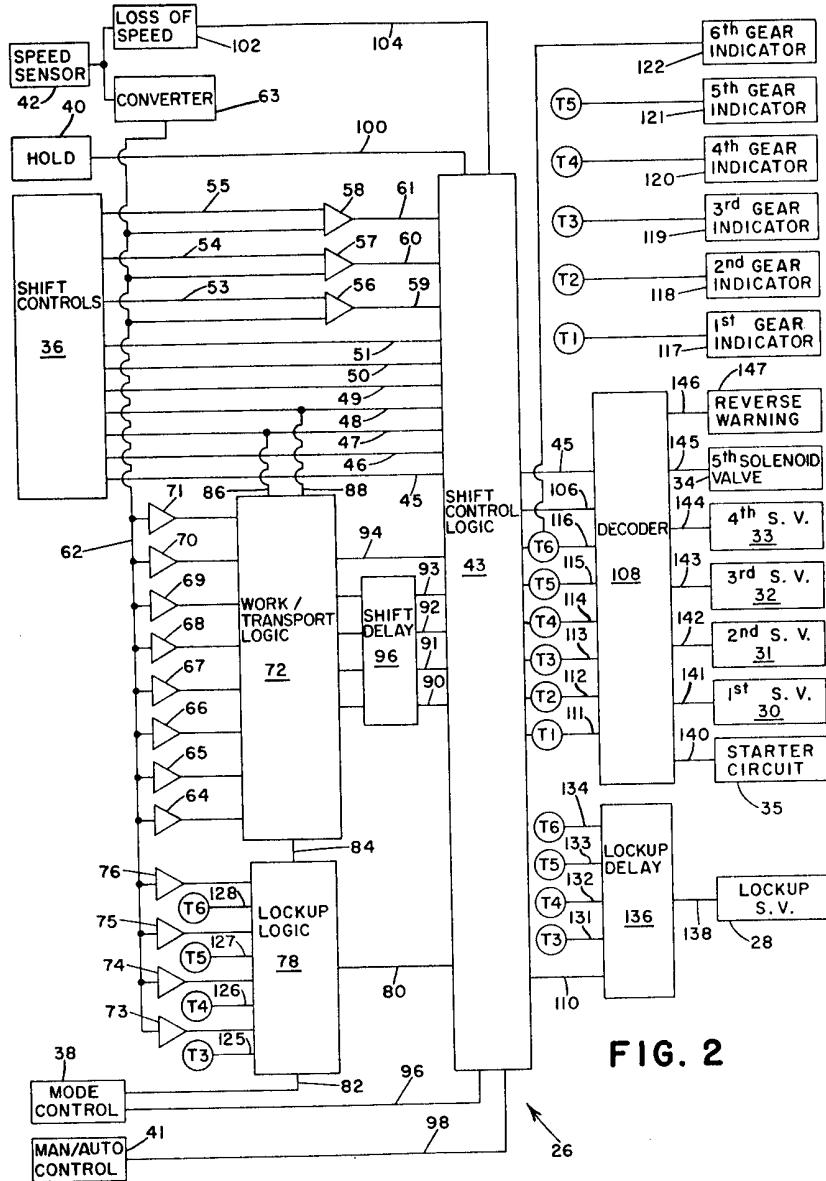 LOSS OF
SPEED
102
104
SPEED
SENSOR
42
CONVERTER
63
40
HOLD
100
6th GEAR
INDICATOR
122
T5
5th GEAR
INDICATOR
121
T4
4th GEAR
INDICATOR
120
T3
3rd GEAR
INDICATOR
119
T2
2nd GEAR
INDICATOR
118
T1
1st GEAR
INDICATOR
117
SHIFT
CONTROLS
36
55
58
61
54
57
60
53
56
59
51
50
49
48
47
46
45
86
88
62
71
70
69
68
67
66
65
64
WORK /
TRANSPORT
LOGIC
72
94
SHIFT
DELAY
96
93
92
91
90
SHIFT
CONTROL
LOGIC
43
45
106
T6
116
T5
115
T4
114
T3
113
T2
112
T1
111
DECODER
108
147
146
REVERSE
WARNING
145
5th SOLENOID
VALVE
34
144
4th S. V.
33
143
3rd S. V.
32
142
2nd S. V.
31
141
1st S. V.
30
140
STARTER
CIRCUIT
35
84
76
T6
128
75
T5
127
74
T4
126
73
T3
125
LOCKUP
LOGIC
78
80
82
T6
134
T5
133
T4
132
T3
131
110
LOCKUP
DELAY
136
138
LOCKUP
S.V.
28
38
MODE
CONTROL
96
41
MAN/AUTO
CONTROL
98
26
FIG. 2